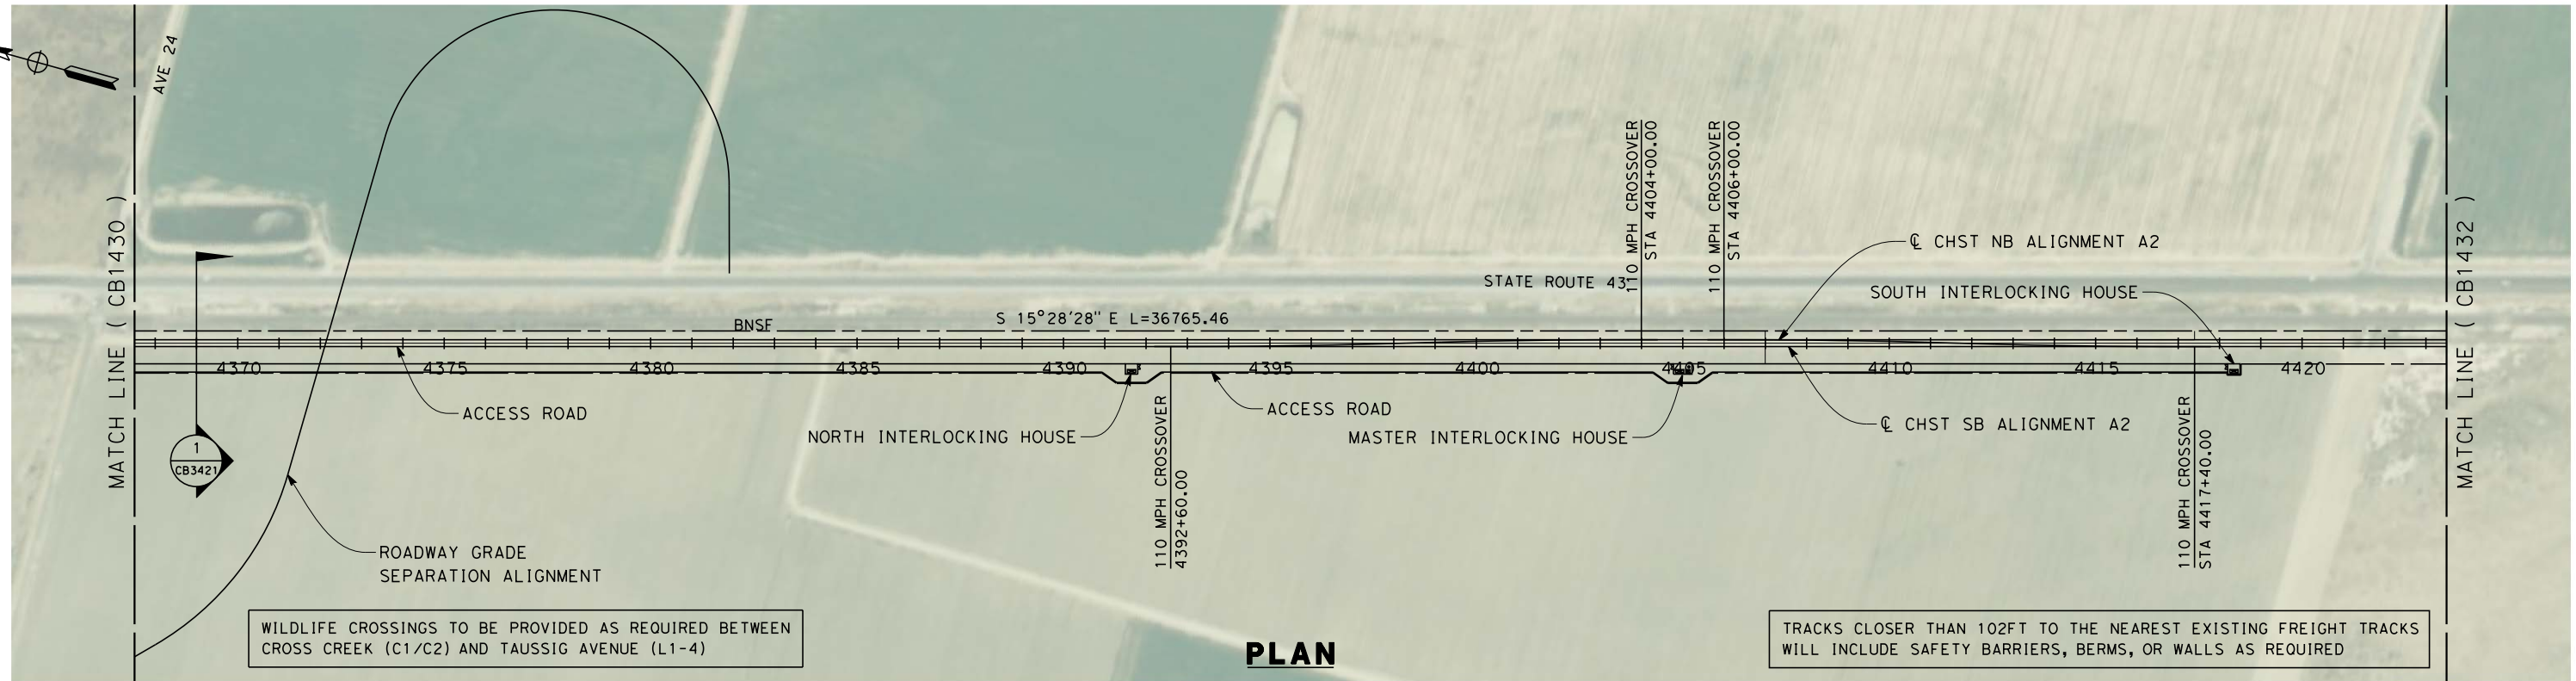 AVE 24
MATCH LINE ( CB1430 )
1
CB3421
STATE ROUTE 43
110 MPH CROSSOVER
STA 4404+00.00
110 MPH CROSSOVER
STA 4406+00.00
℄ CHST NB ALIGNMENT A2
SOUTH INTERLOCKING HOUSE
BNSF
S 15°28'28" E L=36765.46
4370
4375
4380
4385
4390
4395
4400
4405
4410
4415
4420
ACCESS ROAD
ACCESS ROAD
NORTH INTERLOCKING HOUSE
MASTER INTERLOCKING HOUSE
℄ CHST SB ALIGNMENT A2
110 MPH CROSSOVER
4392+60.00
110 MPH CROSSOVER
STA 4417+40.00
MATCH LINE ( CB1432 )
ROADWAY GRADE
SEPARATION ALIGNMENT
WILDLIFE CROSSINGS TO BE PROVIDED AS REQUIRED BETWEEN
CROSS CREEK (C1/C2) AND TAUSSIG AVENUE (L1-4)
PLAN
TRACKS CLOSER THAN 102FT TO THE NEAREST EXISTING FREIGHT TRACKS
WILL INCLUDE SAFETY BARRIERS, BERMS, OR WALLS AS REQUIRED